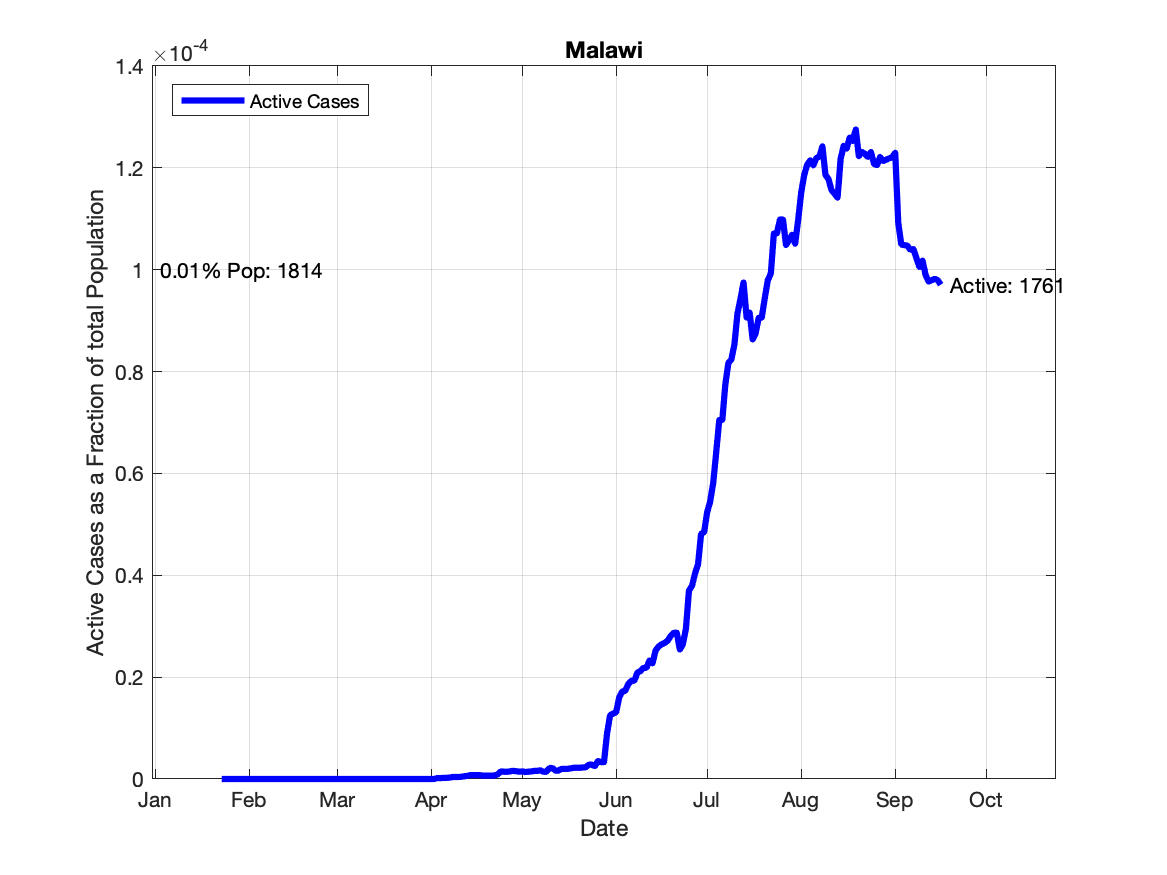 Malawi
×10-4
1.4
1.2
1
0.8
0.6
0.4
0.2
0
Active Cases
0.01% Pop: 1814
Active: 1761
Active Cases as a Fraction of total Population
Jan Feb Mar Apr May Jun Jul Aug Sep Oct
Date